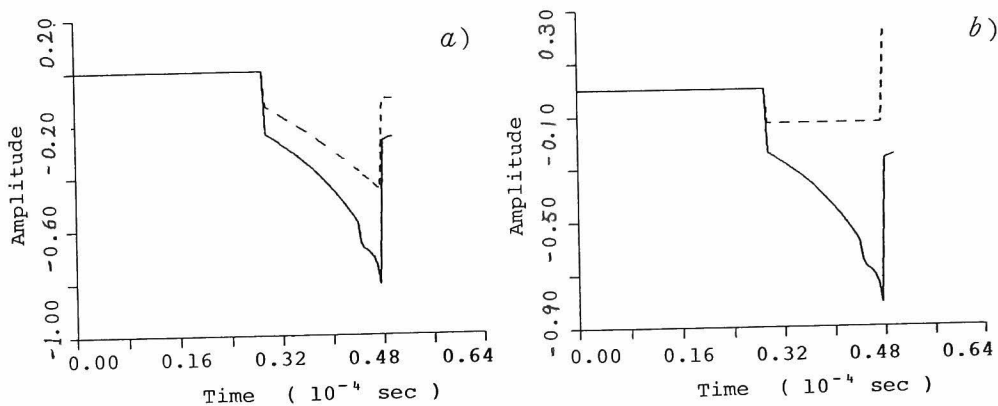 a)
0.20
-0.20
-0.60
-1.00
Amplitude
0.00 0.16 0.32 0.48 0.64
Time ( 10⁻⁴ sec )
b)
0.30
-0.10
-0.50
-0.90
Amplitude
0.00 0.16 0.32 0.48 0.64
Time ( 10⁻⁴ sec )